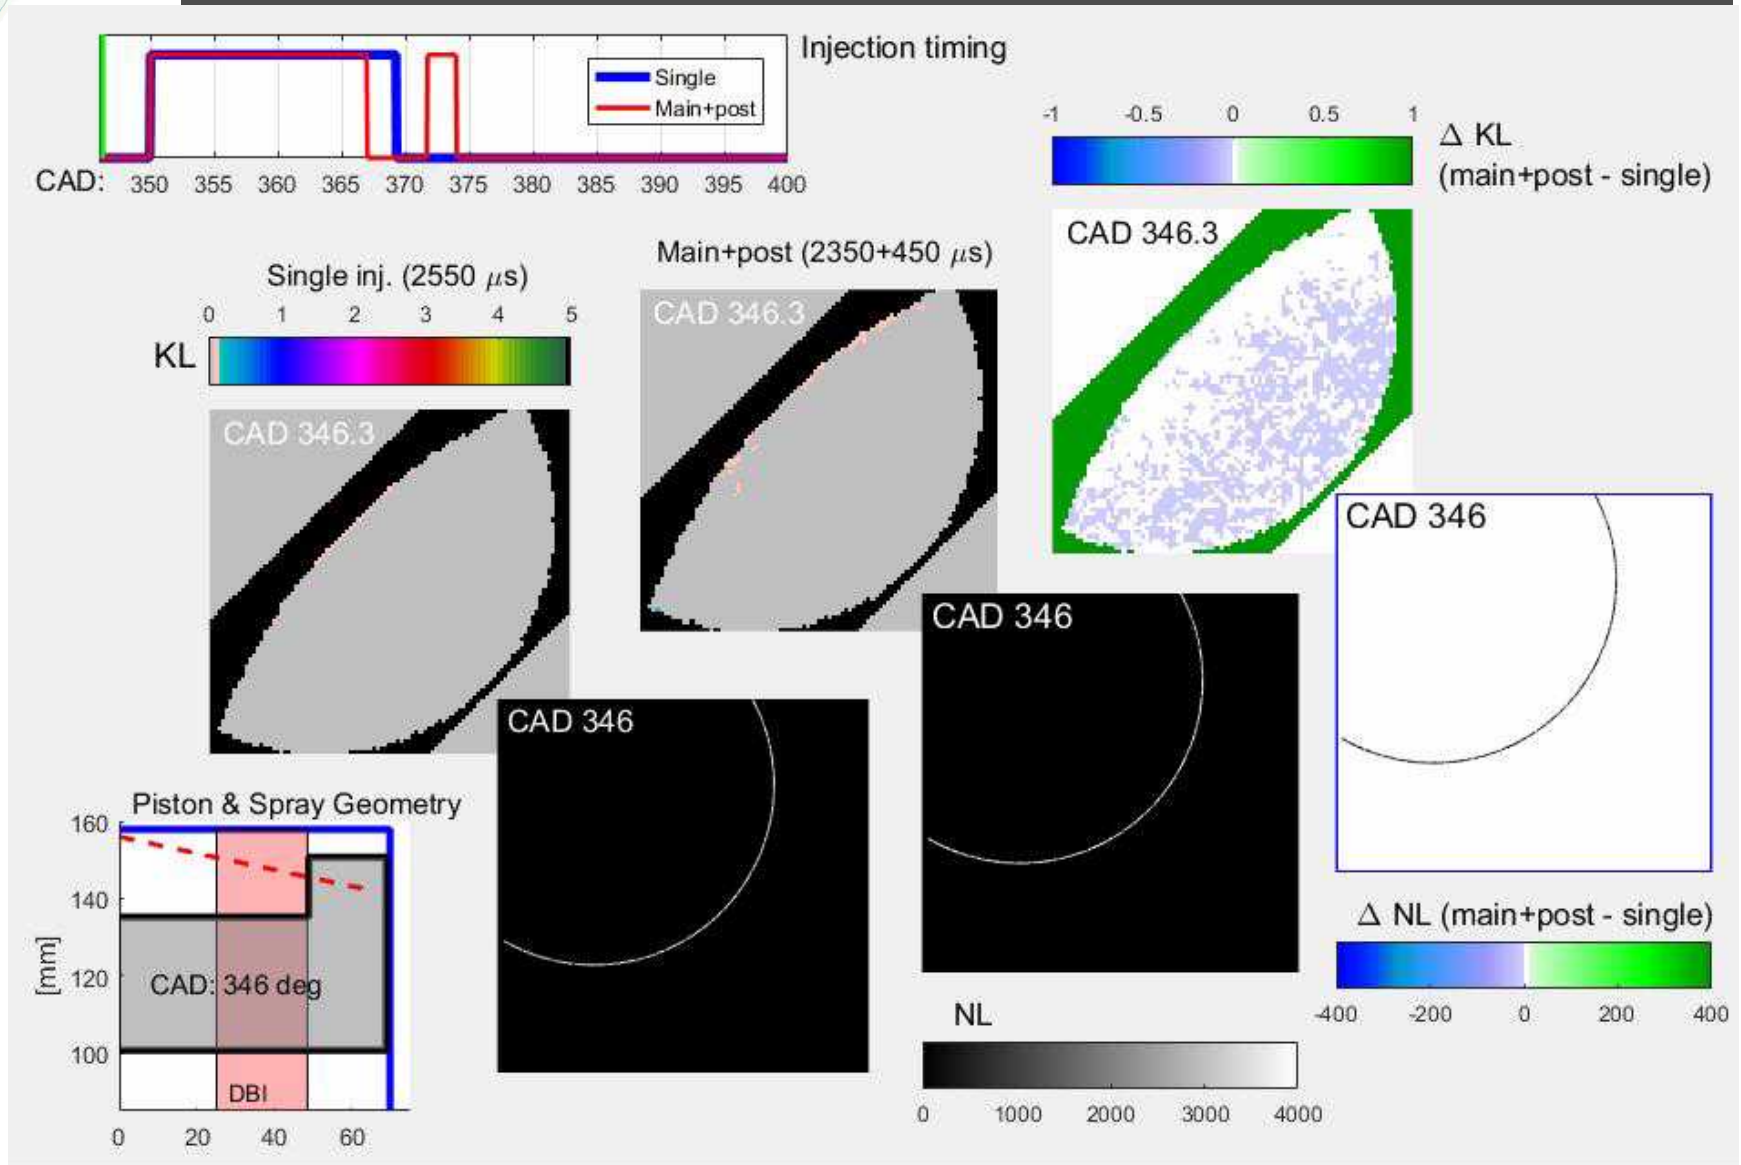 Injection timing
Single
Main+post
CAD: 350 355 360 365 370 375 380 385 390 395 400
-1 -0.5 0 0.5 1
Δ KL
(main+post - single)
CAD 346.3
Main+post (2350+450 μs)
CAD 346.3
Single inj. (2550 μs)
0 1 2 3 4 5
KL
CAD 346.3
CAD 346
CAD 346
CAD 346
Piston & Spray Geometry
160
140
120
100
[mm]
CAD: 346 deg
DBI
0 20 40 60
Δ NL (main+post - single)
-400 -200 0 200 400
NL
0 1000 2000 3000 4000